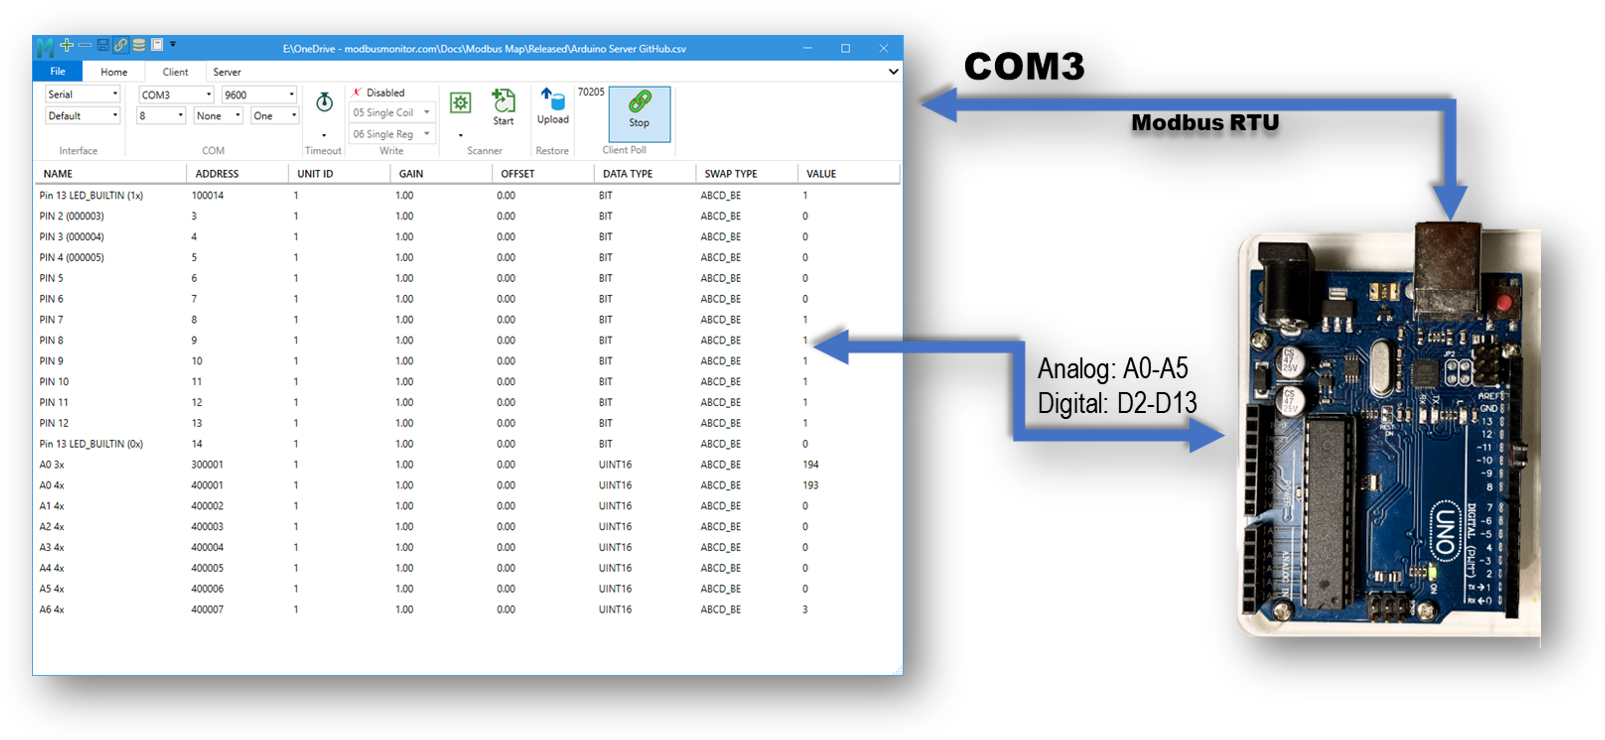 E:\OneDrive - modbusmonitor.com\Docs\Modbus Map\Released\Arduino Server GitHub.csv
File Home Client Server
Serial COM3 9600 Disabled 70205
Default 8 None One 05 Single Coil Start Upload Stop
06 Single Reg
Interface COM Timeout Write Scanner Restore Client Poll
NAME ADDRESS UNIT ID GAIN OFFSET DATA TYPE SWAP TYPE VALUE
Pin 13 LED_BUILTIN (1x) 100014 1 1.00 0.00 BIT ABCD_BE 1
PIN 2 (000003) 3 1 1.00 0.00 BIT ABCD_BE 0
PIN 3 (000004) 4 1 1.00 0.00 BIT ABCD_BE 0
PIN 4 (000005) 5 1 1.00 0.00 BIT ABCD_BE 0
PIN 5 6 1 1.00 0.00 BIT ABCD_BE 0
PIN 6 7 1 1.00 0.00 BIT ABCD_BE 0
PIN 7 8 1 1.00 0.00 BIT ABCD_BE 1
PIN 8 9 1 1.00 0.00 BIT ABCD_BE 1
PIN 9 10 1 1.00 0.00 BIT ABCD_BE 1
PIN 10 11 1 1.00 0.00 BIT ABCD_BE 1
PIN 11 12 1 1.00 0.00 BIT ABCD_BE 1
PIN 12 13 1 1.00 0.00 BIT ABCD_BE 1
Pin 13 LED_BUILTIN (0x) 14 1 1.00 0.00 BIT ABCD_BE 0
A0 3x 300001 1 1.00 0.00 UINT16 ABCD_BE 194
A0 4x 400001 1 1.00 0.00 UINT16 ABCD_BE 193
A1 4x 400002 1 1.00 0.00 UINT16 ABCD_BE 0
A2 4x 400003 1 1.00 0.00 UINT16 ABCD_BE 0
A3 4x 400004 1 1.00 0.00 UINT16 ABCD_BE 0
A4 4x 400005 1 1.00 0.00 UINT16 ABCD_BE 0
A5 4x 400006 1 1.00 0.00 UINT16 ABCD_BE 0
A6 4x 400007 1 1.00 0.00 UINT16 ABCD_BE 3
COM3
Modbus RTU
Analog: A0-A5
Digital: D2-D13
CS
47
25V
CS
47
25V
JP2
RX
TX
L
AREF
GND
13
12
~11
~10
~9
8
7
~6
~5
4
~3
2
TX→1
RX←0
DIGITAL (PWM~)
UNO
ON